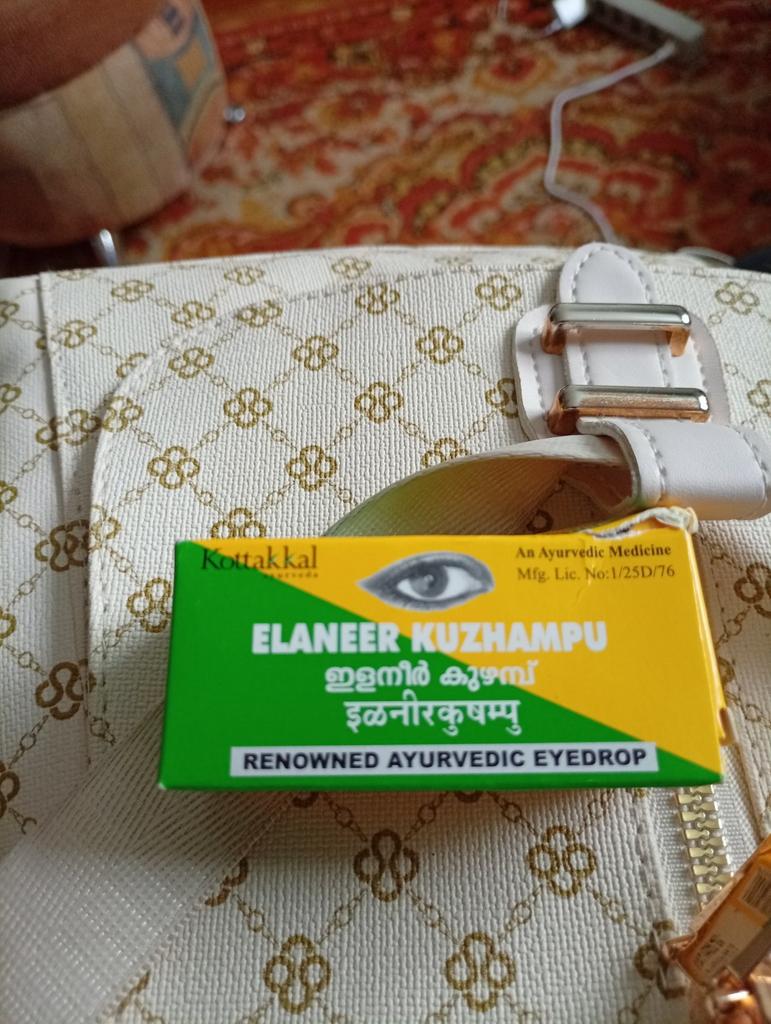 Kottakkal
ayurveda
An Ayurvedic Medicine
Mfg. Lic. No:1/25D/76
ELANEER KUZHAMPU
ഇളനീർ കുഴമ്പ്
इळनीरकुषम्पु
RENOWNED AYURVEDIC EYEDROP